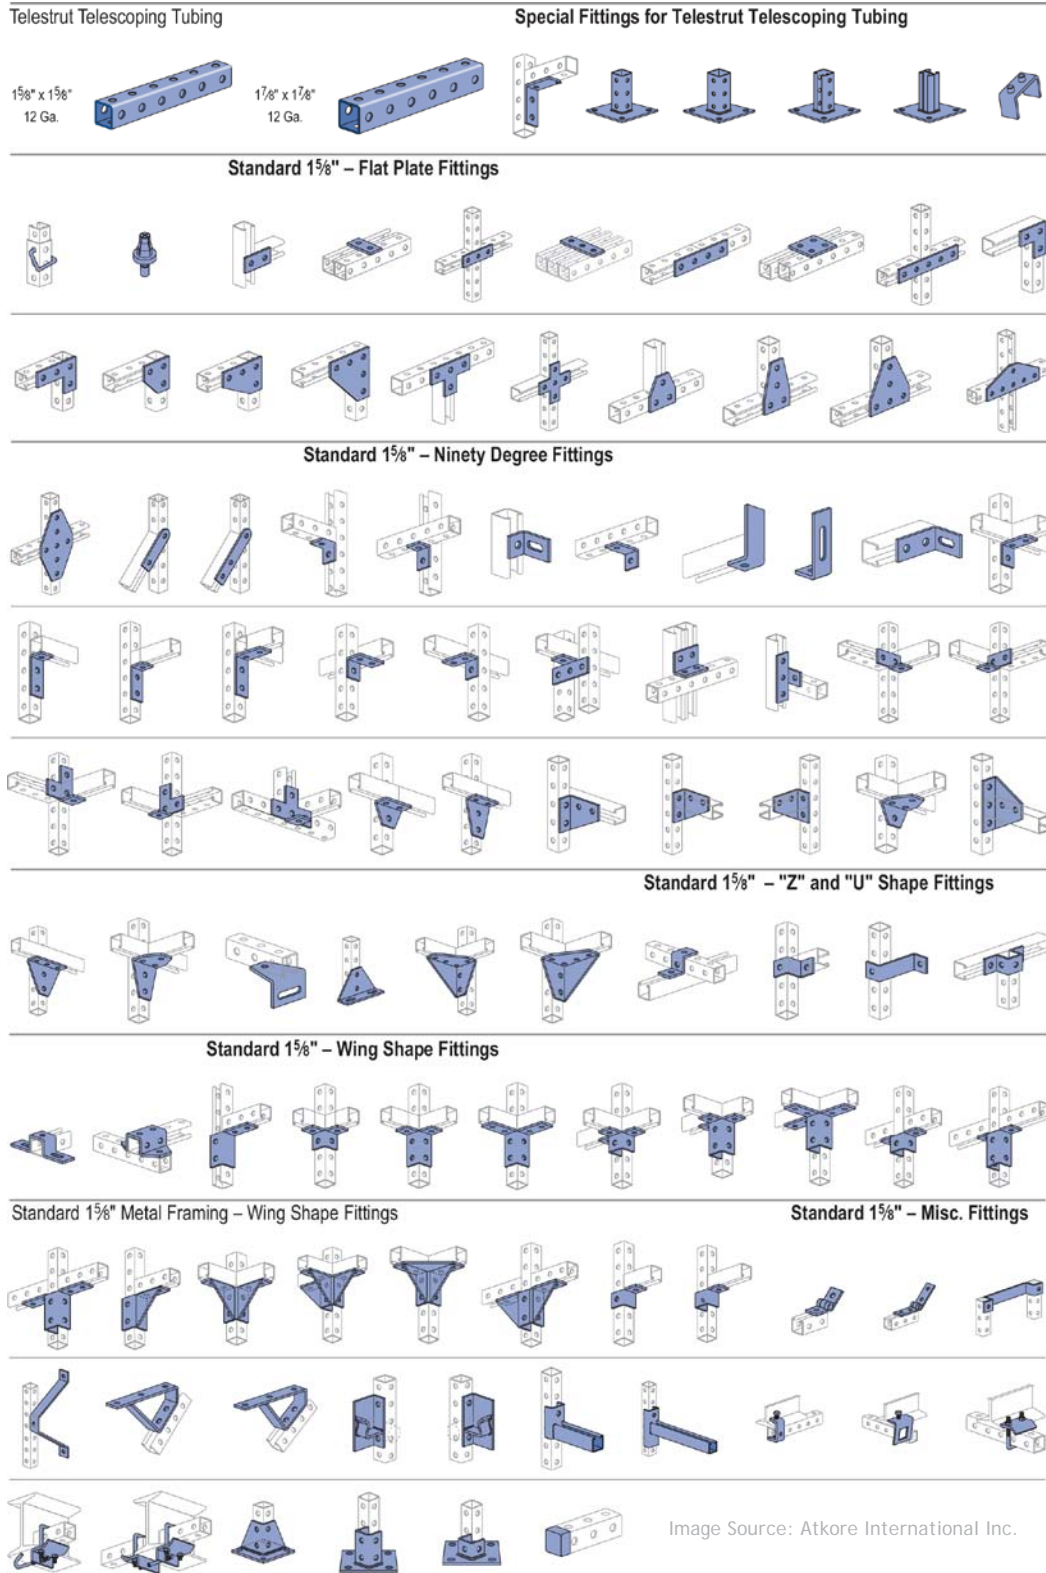 Telestrut Telescoping Tubing
Special Fittings for Telestrut Telescoping Tubing
1⅝" x 1⅝"
12 Ga.
1⅞" x 1⅞"
12 Ga.
Standard 1⅝" – Flat Plate Fittings
Standard 1⅝" – Ninety Degree Fittings
Standard 1⅝" – "Z" and "U" Shape Fittings
Standard 1⅝" – Wing Shape Fittings
Standard 1⅝" Metal Framing – Wing Shape Fittings
Standard 1⅝" – Misc. Fittings
Image Source: Atkore International Inc.